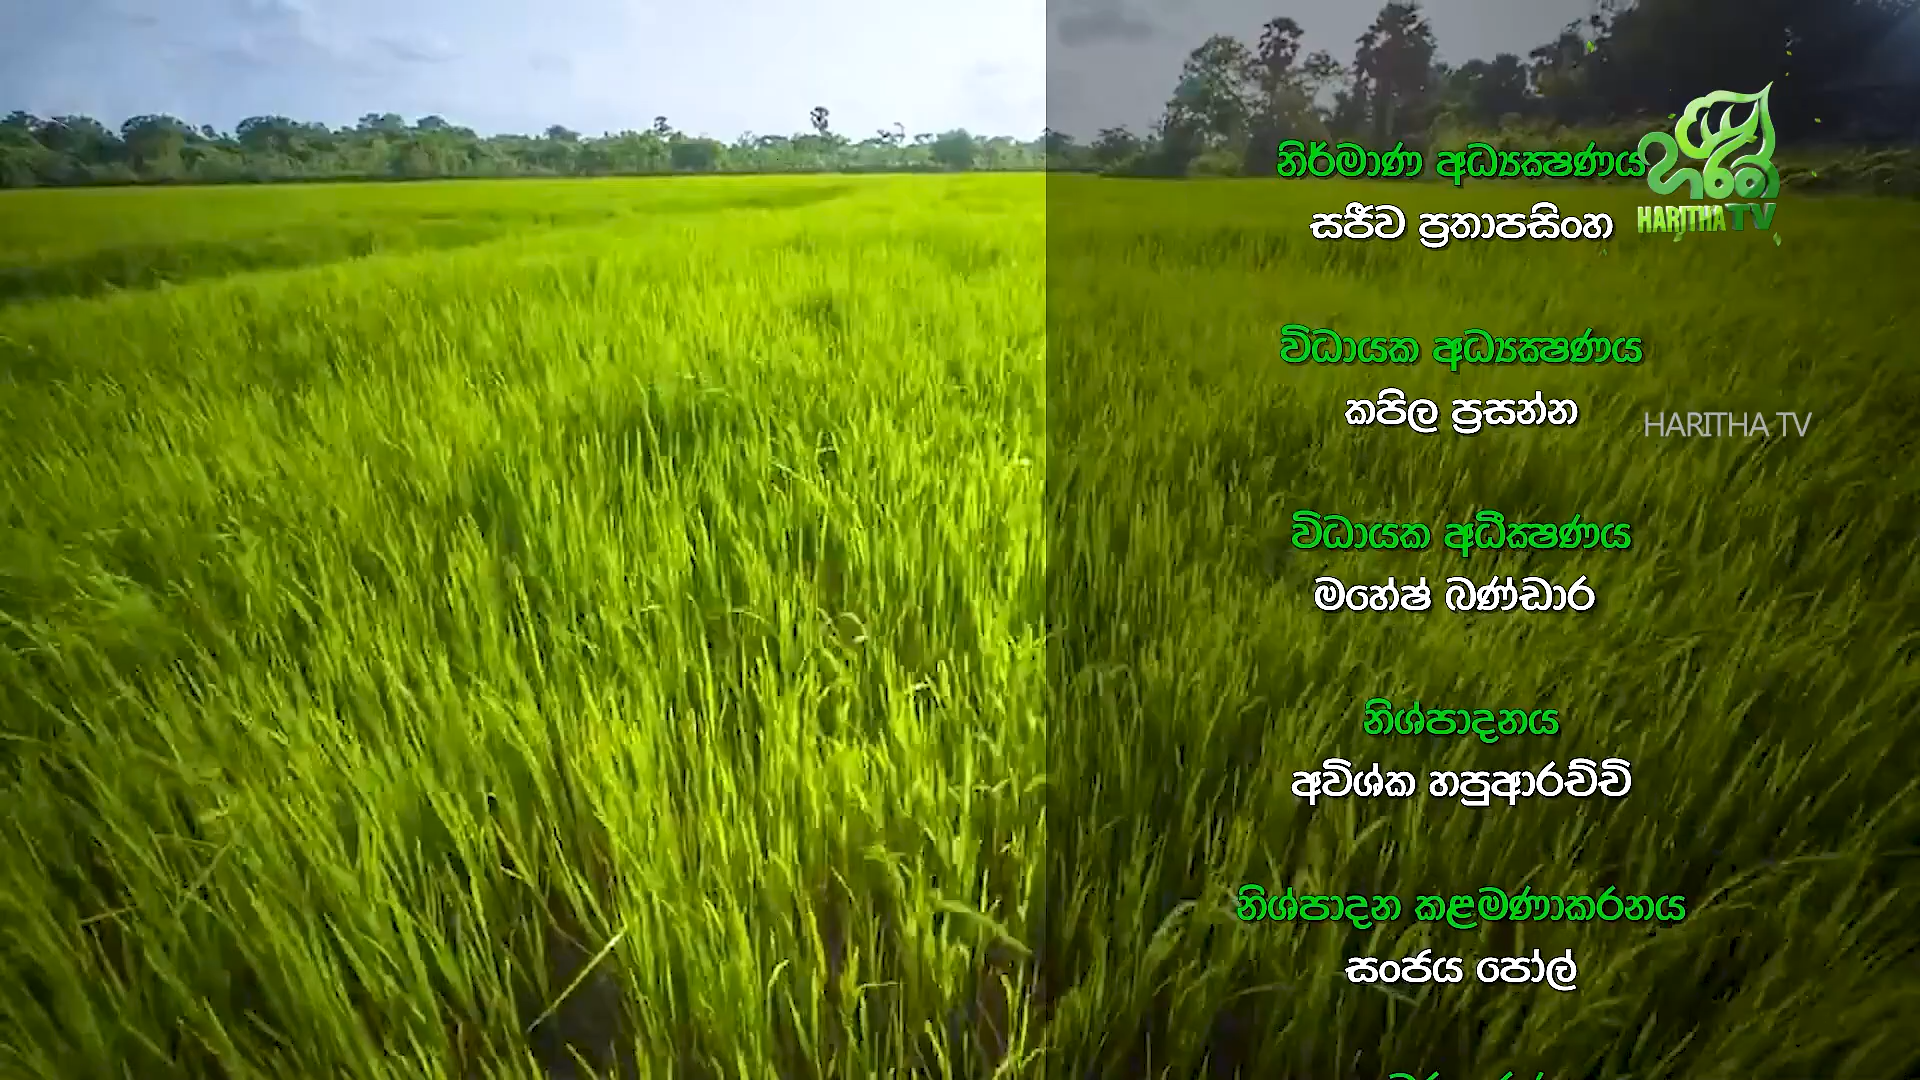 නිර්මාණ අධ්‍යක්ෂණය
සජීව ප්‍රතාපසිංහ
හරිත
HARITHA TV
විධායක අධ්‍යක්ෂණය
කපිල ප්‍රසන්න
HARITHA TV
විධායක අධීක්ෂණය
මහේෂ් බණ්ඩාර
නිශ්පාදනය
අවිශ්ක හපුආරච්චි
නිශ්පාදන කළමණාකරනය
සංජය පෝල්